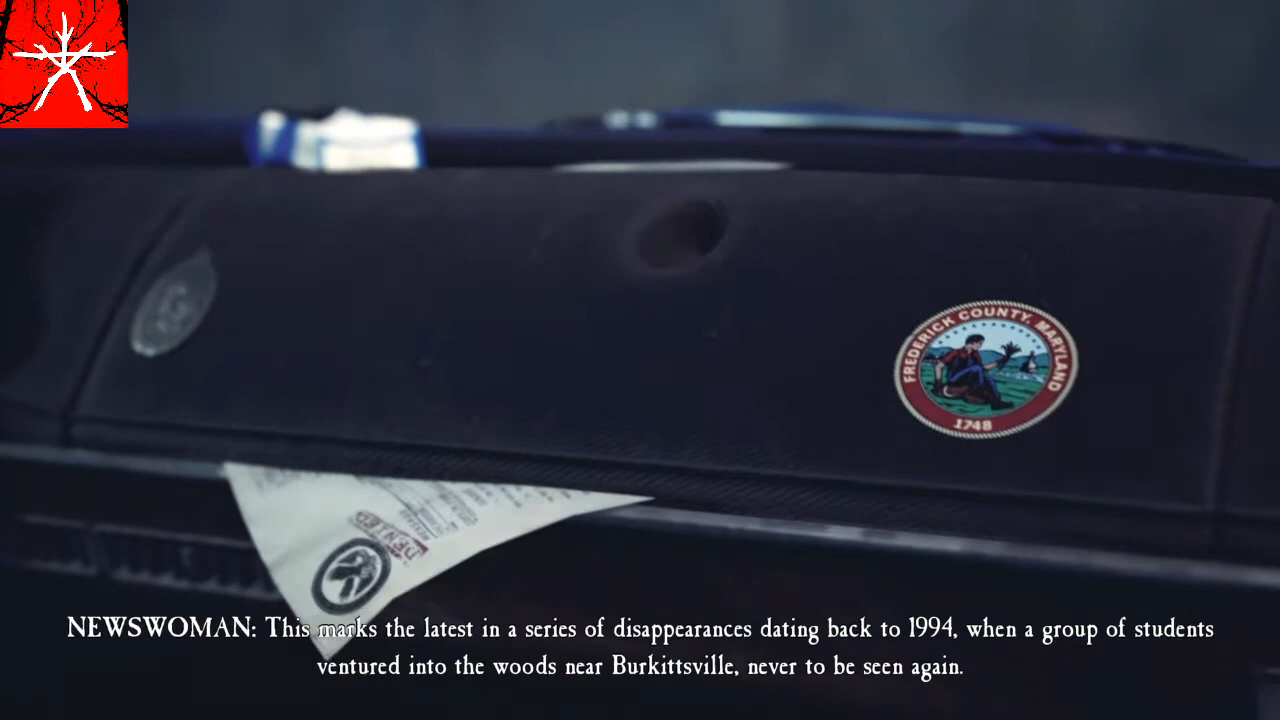 FREDERICK COUNTY, MARYLAND
1748
DENIED
NEWSWOMAN: This marks the latest in a series of disappearances dating back to 1994, when a group of students
ventured into the woods near Burkittsville, never to be seen again.